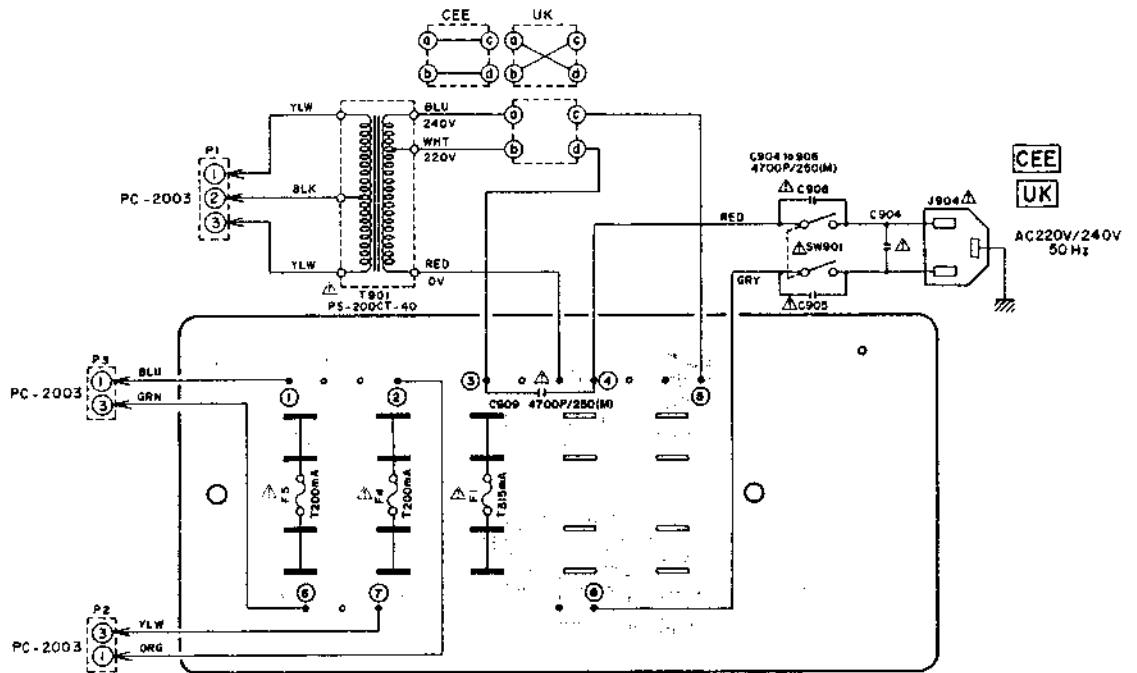 CEE UK
a c a c
b d b d
YLW BLU a c
240V
P1 WHT b d
220V
1
PC-2003 2 BLK
3
YLW RED
0V
T901
PS-200CT-40
C904 to 906
4700P/250(M)
C906
RED
SW901
GRY
C905
C904
J904
CEE
UK
AC220V/240V
50Hz
P3
PC-2003 1 BLU
3 GRN
1 2 3 4 5
C909 4700P/250(M)
F5
T200mA
F4
T200mA
F1
T315mA
6 7
P2
PC-2003 3 YLW
1 ORG